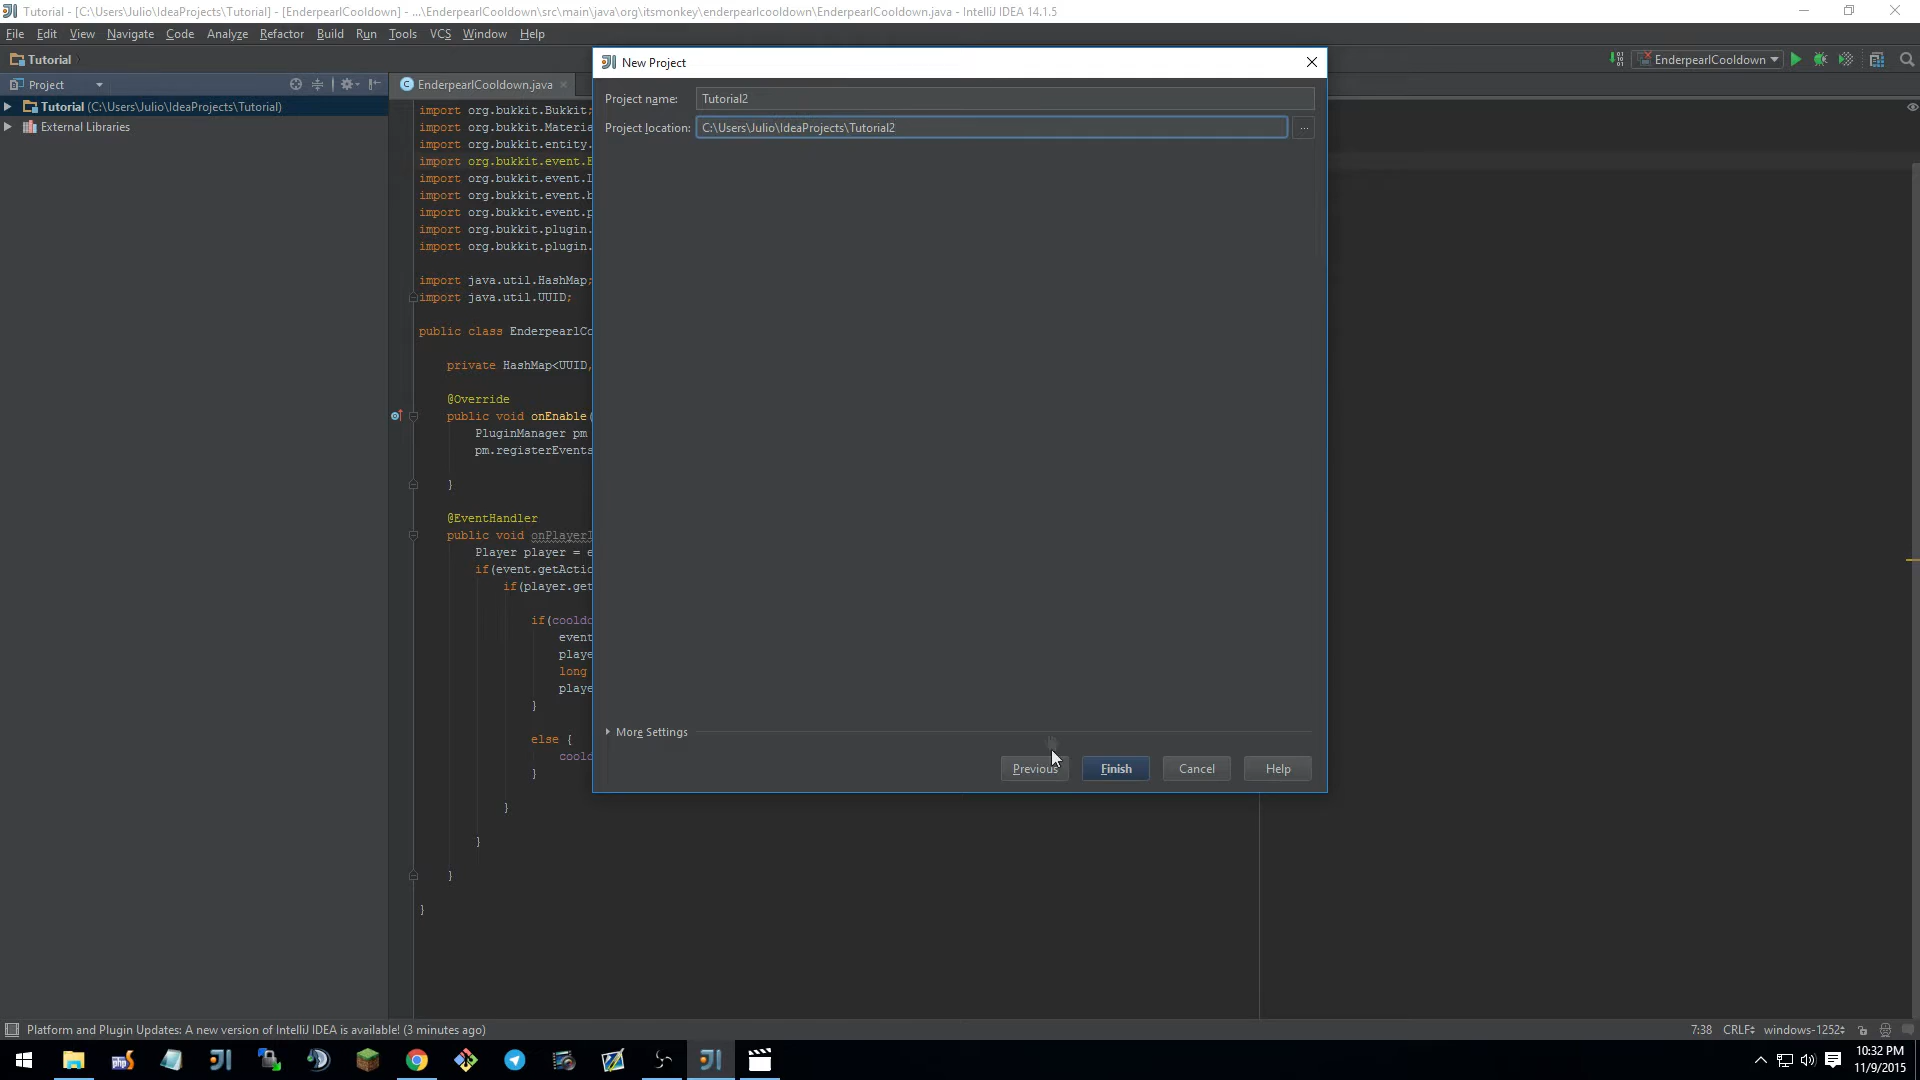 Tutorial - [C:\Users\Julio\IdeaProjects\Tutorial] - [EnderpearlCooldown] - ...\EnderpearlCooldown\src\main\java\org\itsmonkey\enderpearlcooldown\EnderpearlCooldown.java - IntelliJ IDEA 14.1.5
File Edit View Navigate Code Analyze Refactor Build Run Tools VCS Window Help
Tutorial
EnderpearlCooldown
Project
EnderpearlCooldown.java
Tutorial (C:\Users\Julio\IdeaProjects\Tutorial)
External Libraries
New Project
Project name: Tutorial2
Project location: C:\Users\Julio\IdeaProjects\Tutorial2 ...
More Settings
Previous Finish Cancel Help
import org.bukkit.Bukkit;
import org.bukkit.Materia
import org.bukkit.entity.
import org.bukkit.event.E
import org.bukkit.event.
import org.bukkit.event.b
import org.bukkit.event.p
import org.bukkit.plugin.
import org.bukkit.plugin.
import java.util.HashMap;
import java.util.UUID;
public class EnderpearlCo
private HashMap<UUID,
@Override
public void onEnable(
PluginManager pm
pm.registerEvents
}
@EventHandler
public void onPlayerI
Player player = e
if(event.getActio
if(player.get
if(cooldo
event
playe
long
playe
}
else {
coold
}
}
}
}
}
Platform and Plugin Updates: A new version of IntelliJ IDEA is available! (3 minutes ago)
7:38 CRLF windows-1252
10:32 PM
11/9/2015